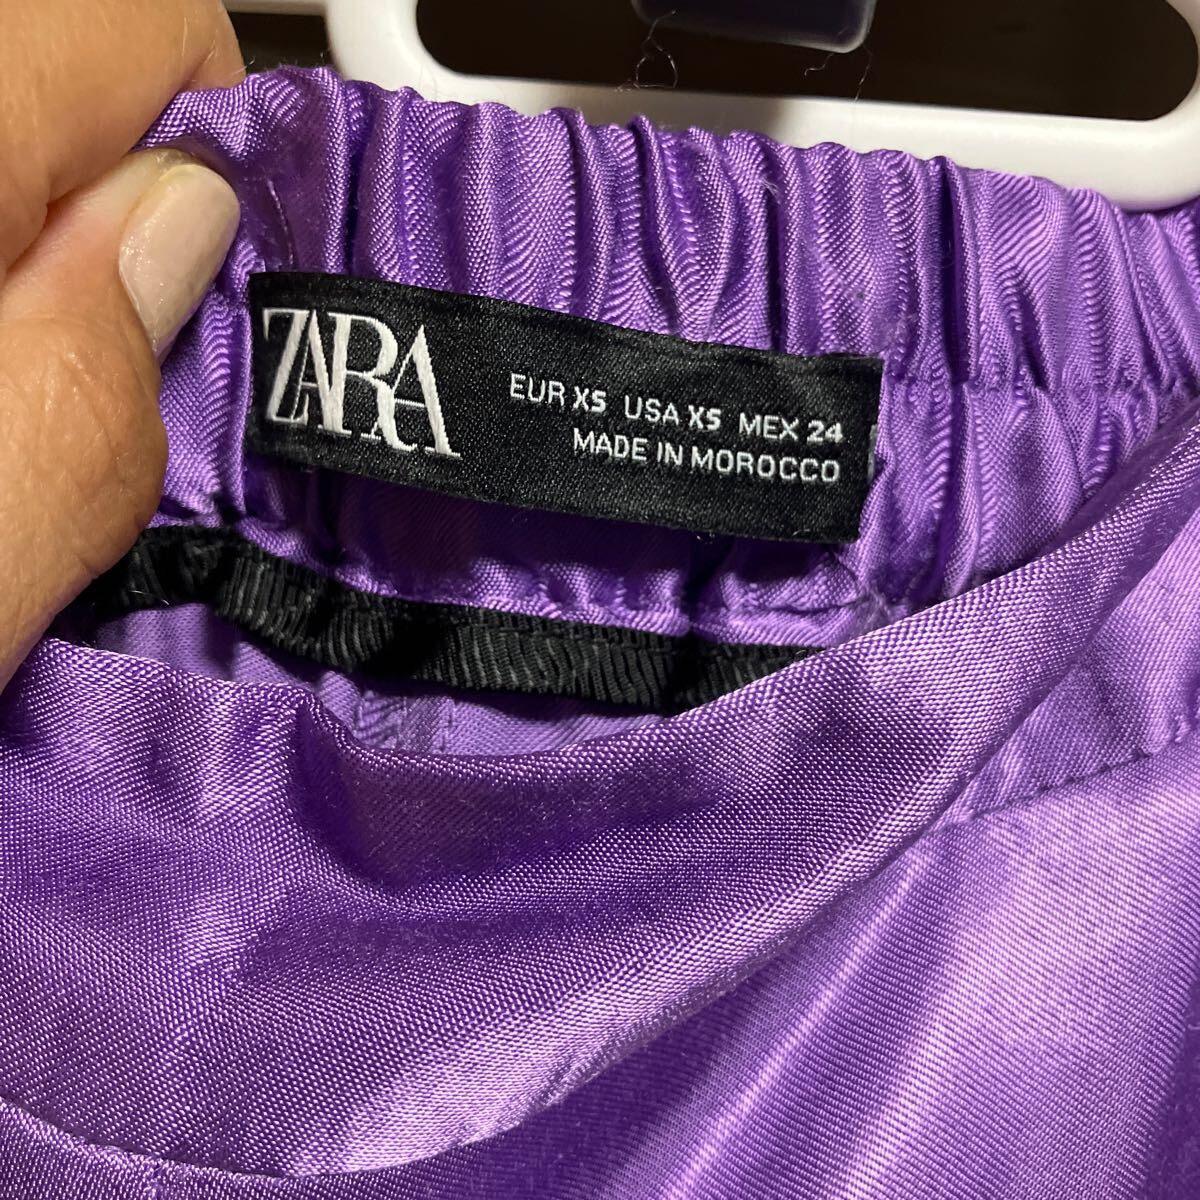 ZARA
EUR XS USA XS MEX 24
MADE IN MOROCCO